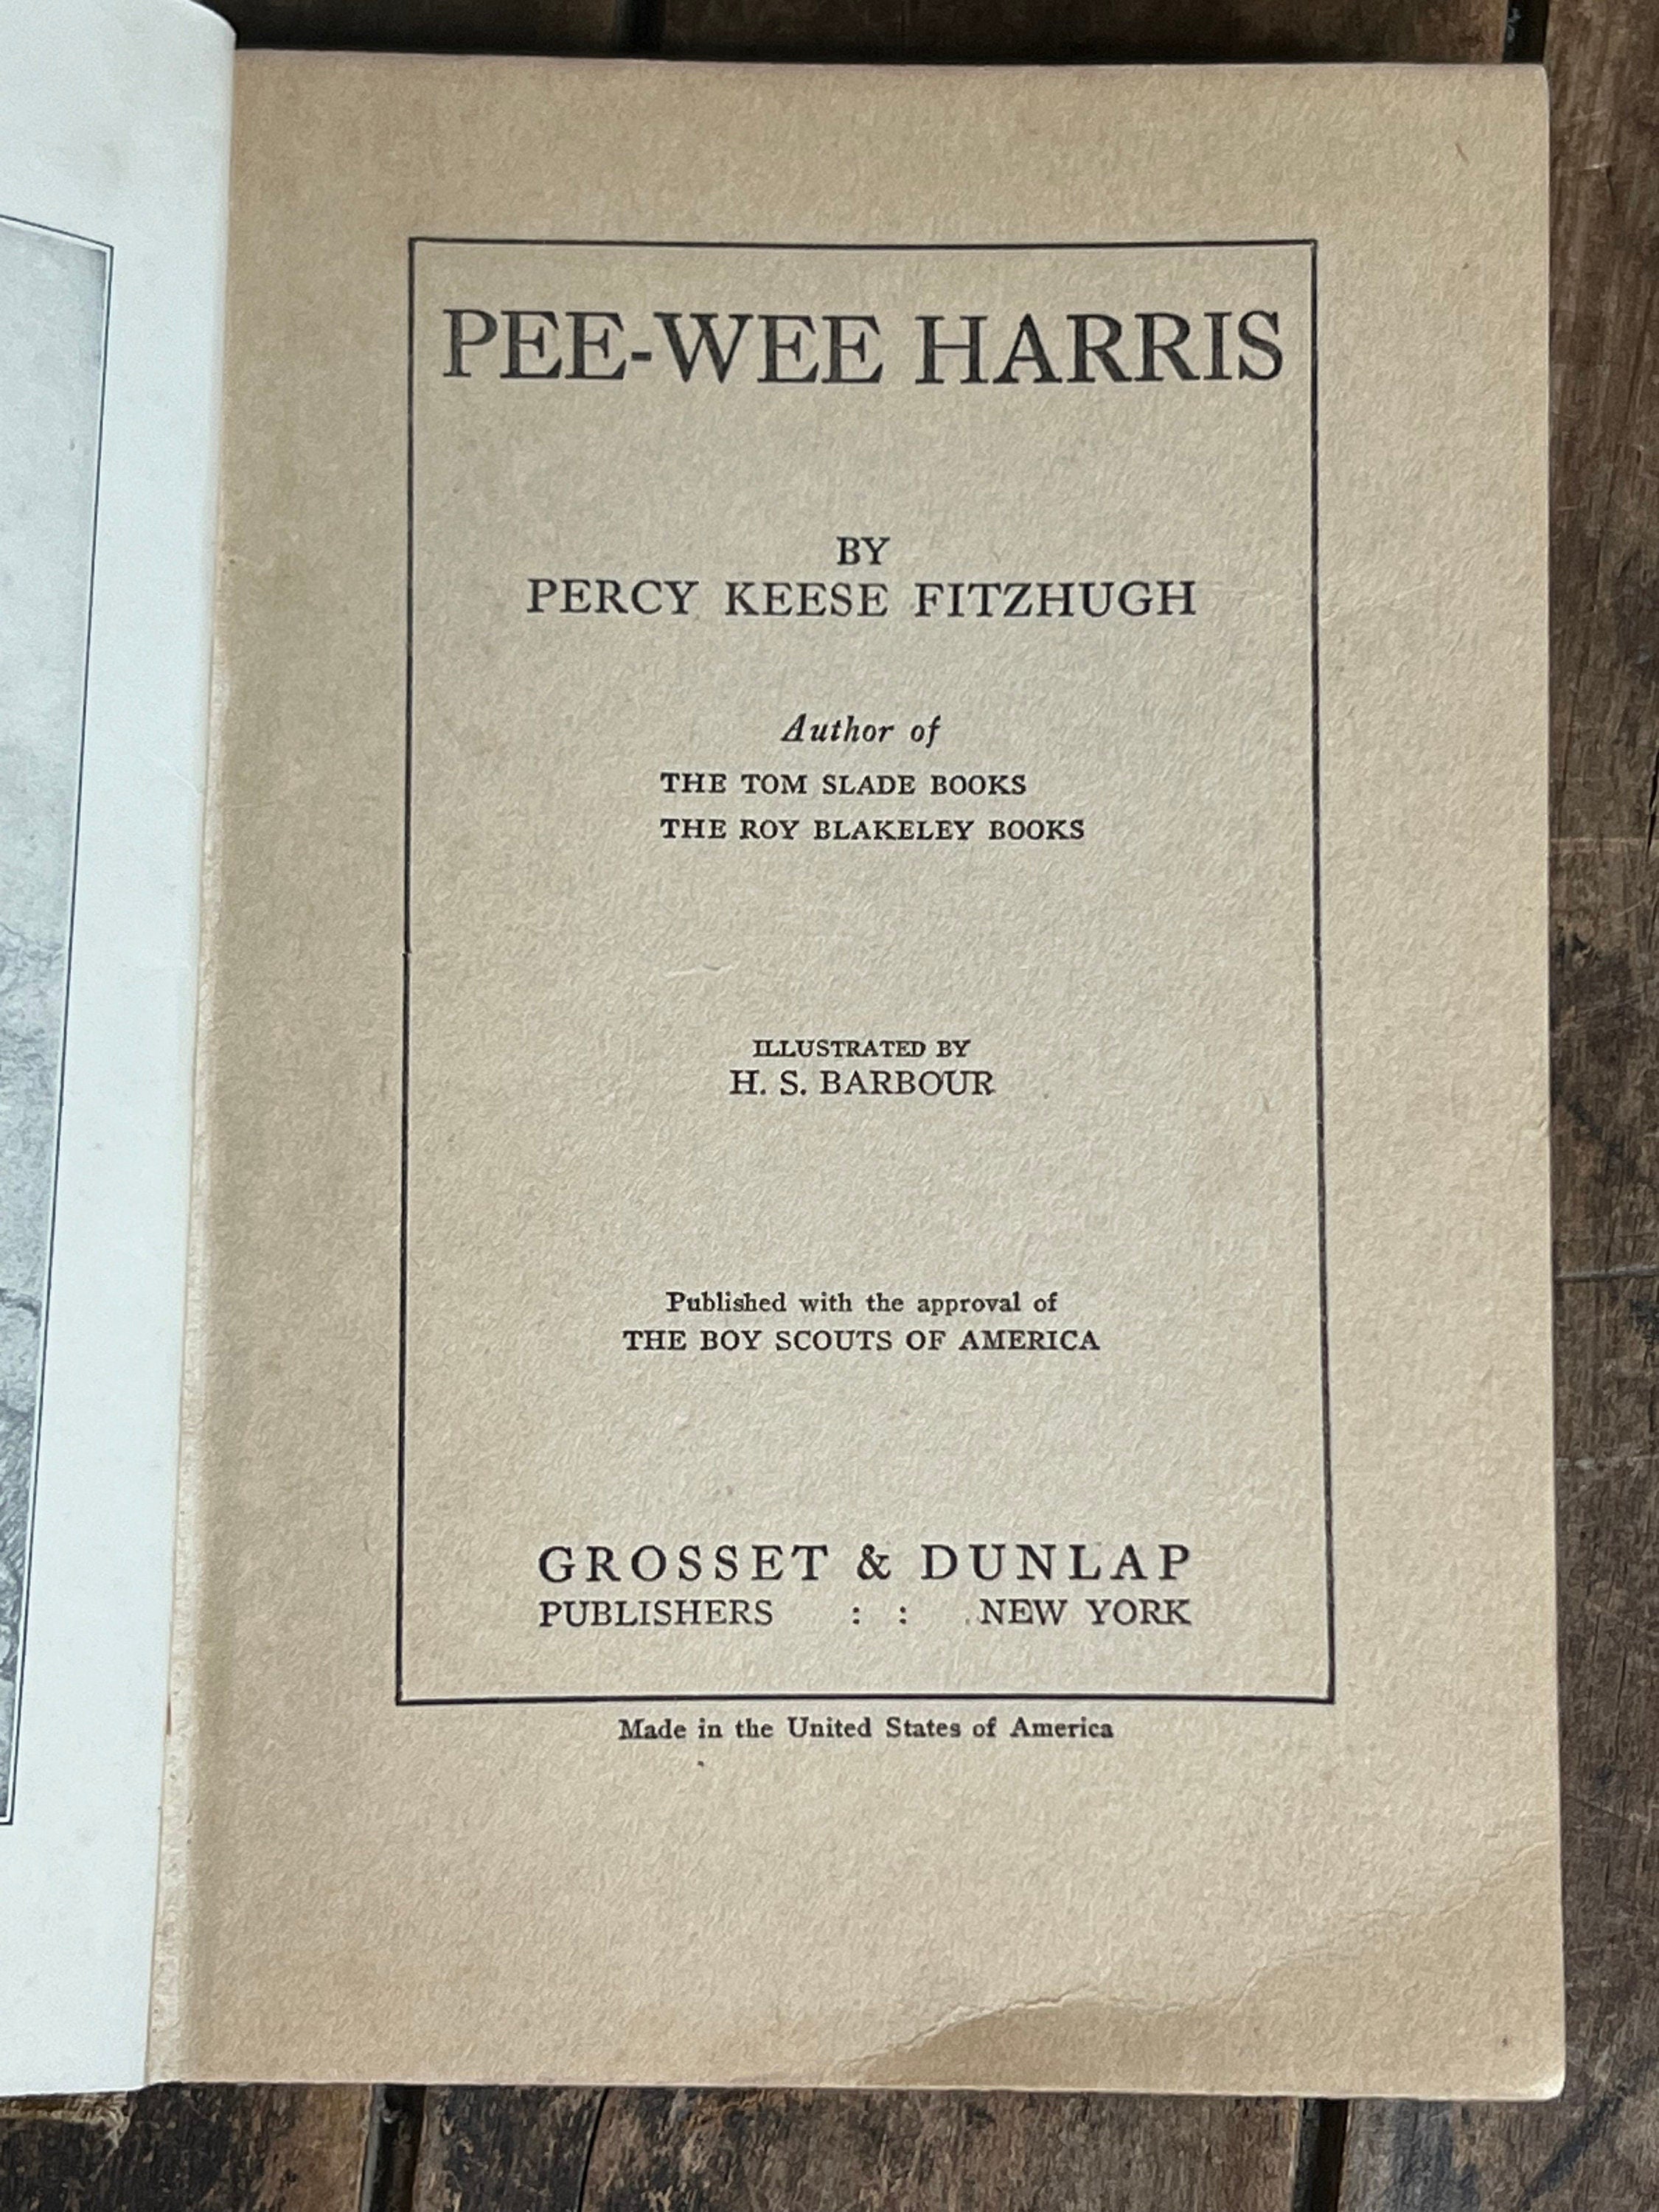 PEE-WEE HARRIS
BY
PERCY KEESE FITZHUGH
Author of
THE TOM SLADE BOOKS
THE ROY BLAKELEY BOOKS
ILLUSTRATED BY
H. S. BARBOUR
Published with the approval of
THE BOY SCOUTS OF AMERICA
GROSSET & DUNLAP
PUBLISHERS : : NEW YORK
Made in the United States of America